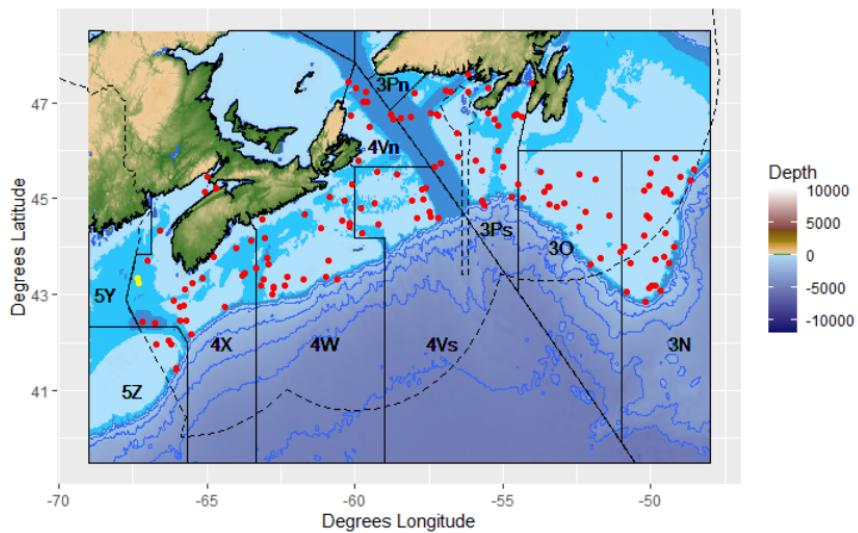 3Pn
47
4Vn
45
Degrees Latitude
3Ps
3O
43
5Y
4X
4W
4Vs
3N
41
5Z
-70
-65
-60
-55
-50
Degrees Longitude
Depth
10000
5000
0
-5000
-10000